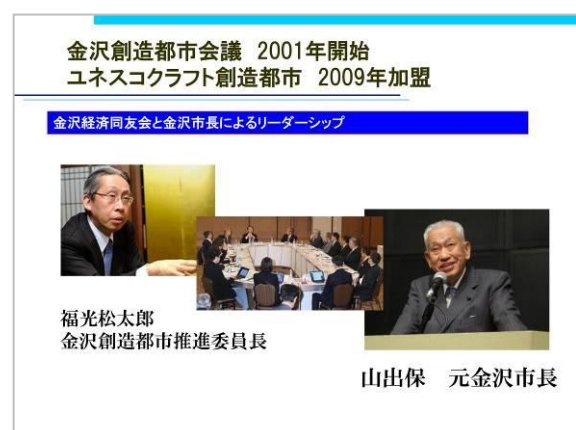 金沢創造都市会議 2001年開始
ユネスコクラフト創造都市 2009年加盟
金沢経済同友会と金沢市長によるリーダーシップ
福光松太郎
金沢創造都市推進委員長
山出保 元金沢市長